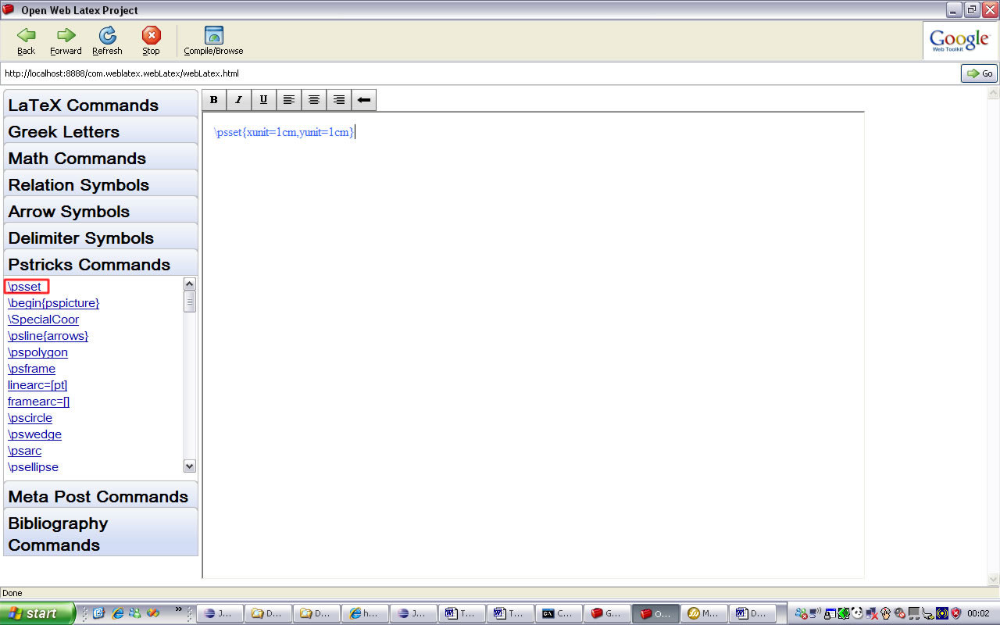 Open Web Latex Project
Back Forward Refresh Stop Compile/Browse
Google
Web Toolkit
http://localhost:8888/com.weblatex.webLatex/webLatex.html
Go
B I U
LaTeX Commands
Greek Letters
Math Commands
Relation Symbols
Arrow Symbols
Delimiter Symbols
Pstricks Commands
\psset
\begin{pspicture}
\SpecialCoor
\psline{arrows}
\pspolygon
\psframe
linearc=[pt]
framearc=[]
\pscircle
\pswedge
\psarc
\psellipse
Meta Post Commands
Bibliography
Commands
\psset{xunit=1cm,yunit=1cm}
Done
start » J... D... D... h... J... T... T... C... G... O... M... D... 00:02